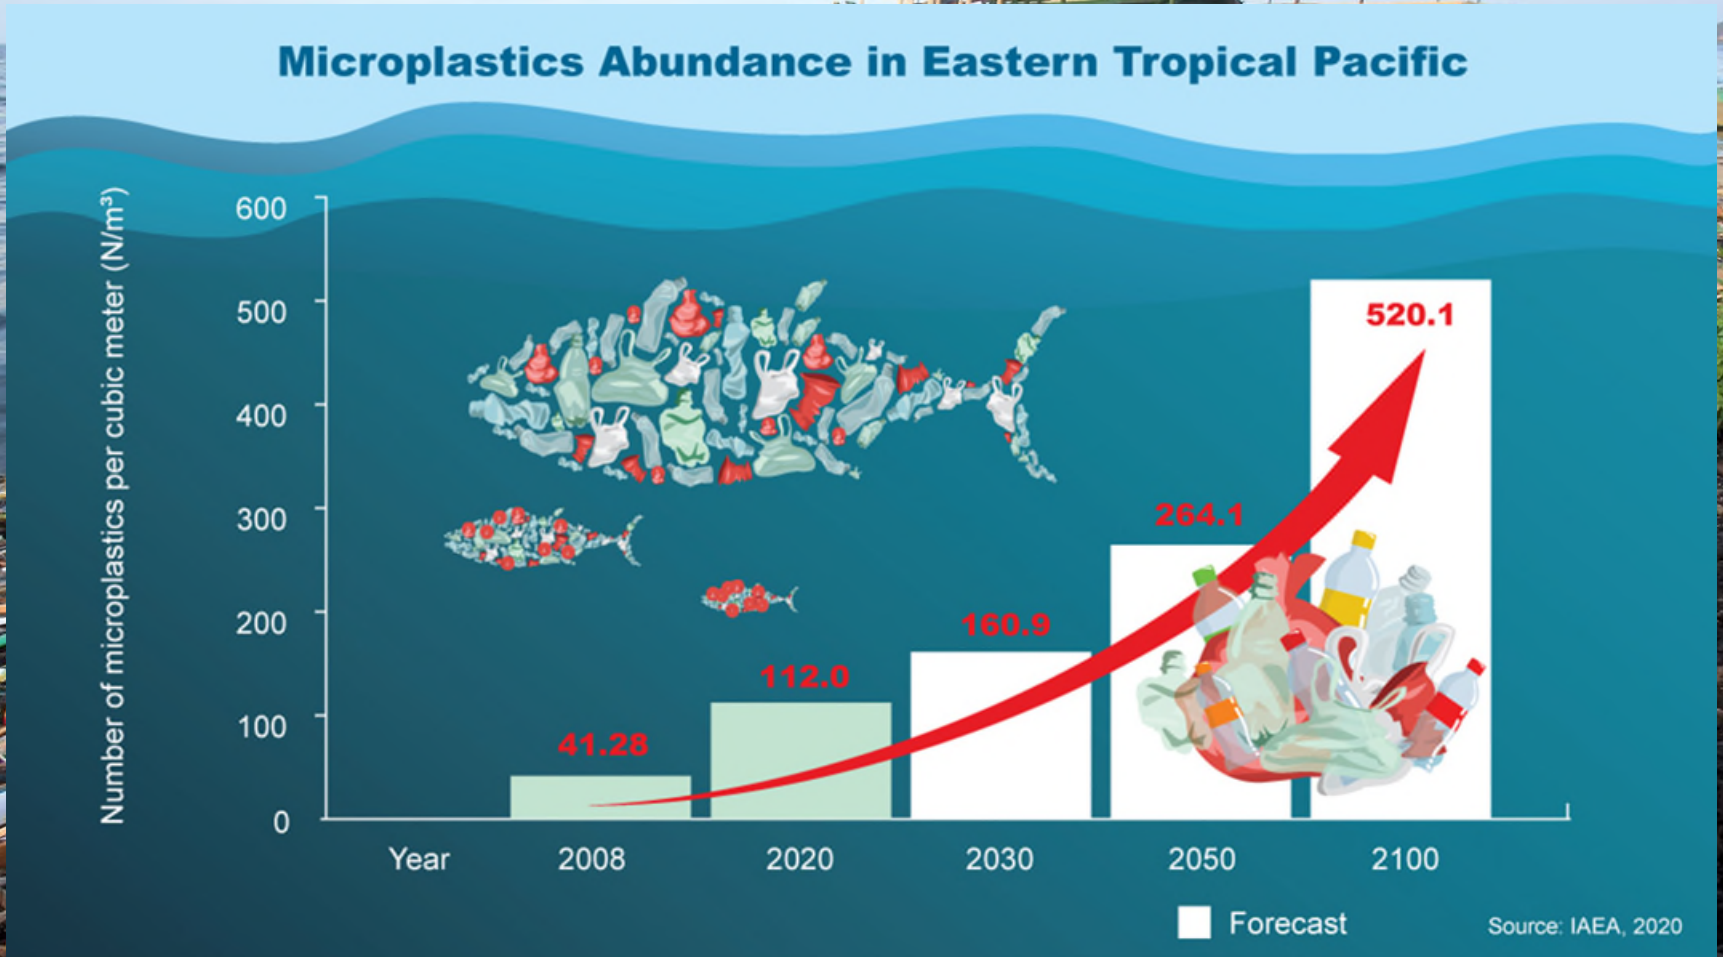 Microplastics Abundance in Eastern Tropical Pacific
Number of microplastics per cubic meter (N/m³)
600
500
400
300
200
100
0
520.1
264.1
160.9
112.0
41.28
Year 2008 2020 2030 2050 2100
Forecast
Source: IAEA, 2020